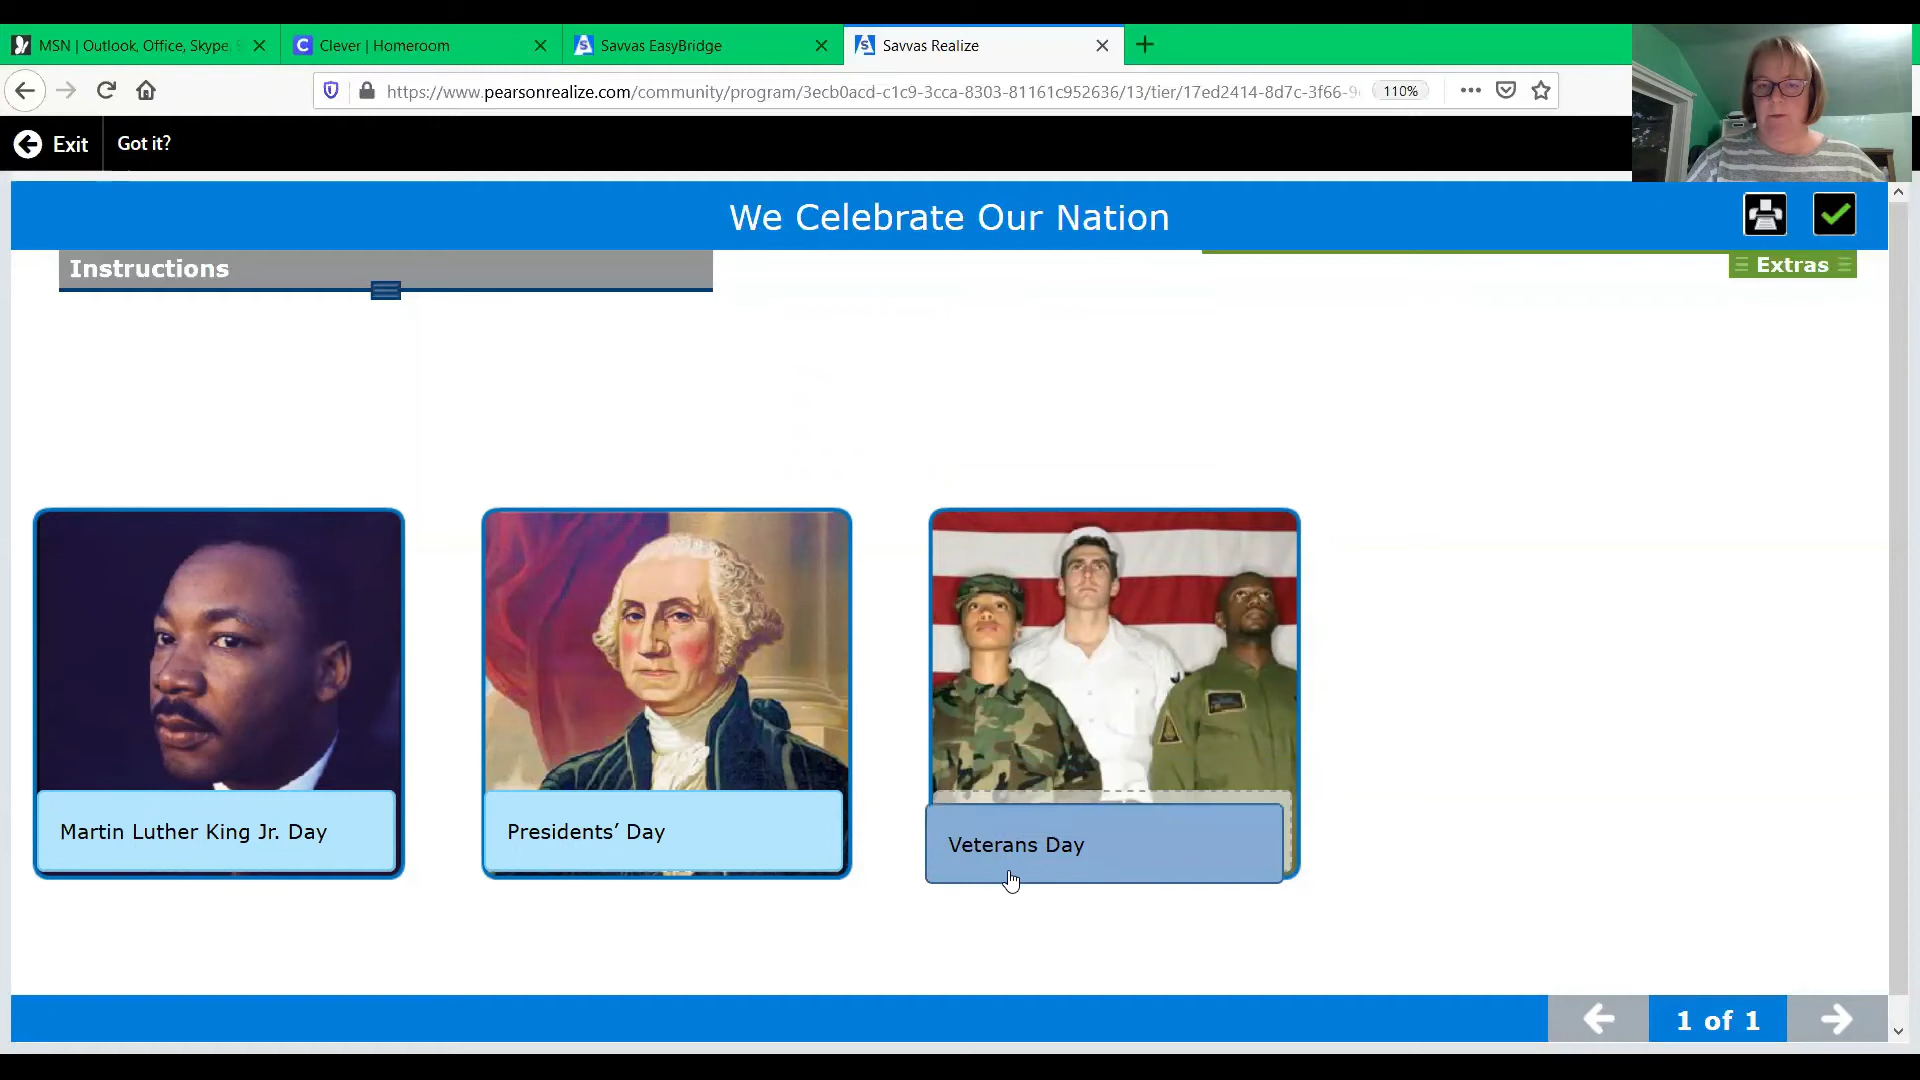 MSN | Outlook, Office, Skype,
Clever | Homeroom
Savvas EasyBridge
Savvas Realize
https://www.pearsonrealize.com/community/program/3ecb0acd-c1c9-3cca-8303-81161c952636/13/tier/17ed2414-8d7c-3f66-9
110%
Exit
Got it?
We Celebrate Our Nation
Instructions
Extras
Martin Luther King Jr. Day
Presidents’ Day
Veterans Day
1 of 1